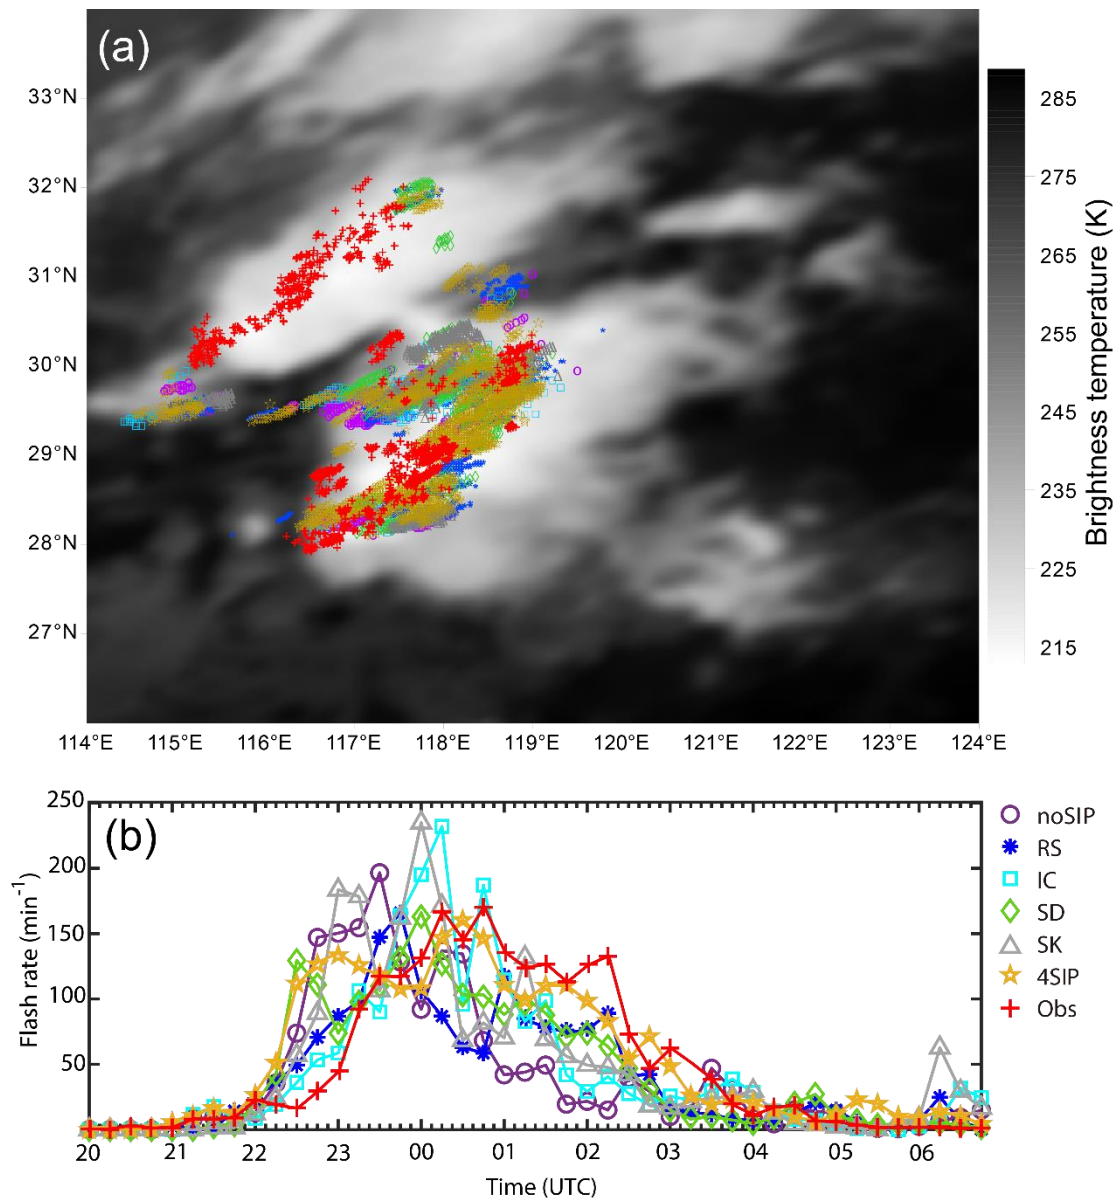 (a)
33°N
32°N
31°N
30°N
29°N
28°N
27°N
114°E 115°E 116°E 117°E 118°E 119°E 120°E 121°E 122°E 123°E 124°E
285
275
265
255
245
235
225
215
Brightness temperature (K)
(b)
250
200
150
100
50
Flash rate (min-1)
20 21 22 23 00 01 02 03 04 05 06
Time (UTC)
noSIP
RS
IC
SD
SK
4SIP
Obs